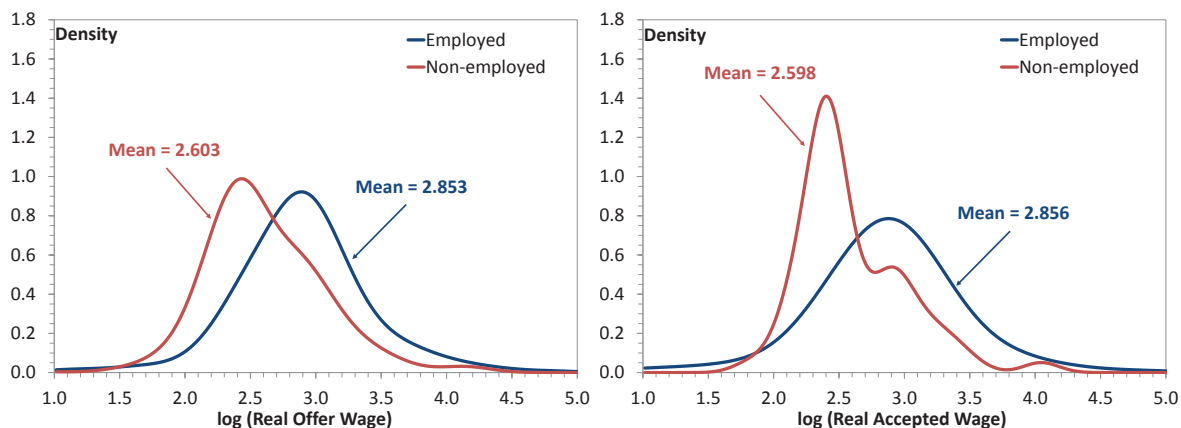 Density
Employed
Non-employed
Mean = 2.603
Mean = 2.853
1.8
1.6
1.4
1.2
1.0
0.8
0.6
0.4
0.2
0.0
1.0 1.5 2.0 2.5 3.0 3.5 4.0 4.5 5.0
log (Real Offer Wage)
Density
Employed
Non-employed
Mean = 2.598
Mean = 2.856
1.8
1.6
1.4
1.2
1.0
0.8
0.6
0.4
0.2
0.0
1.0 1.5 2.0 2.5 3.0 3.5 4.0 4.5 5.0
log (Real Accepted Wage)